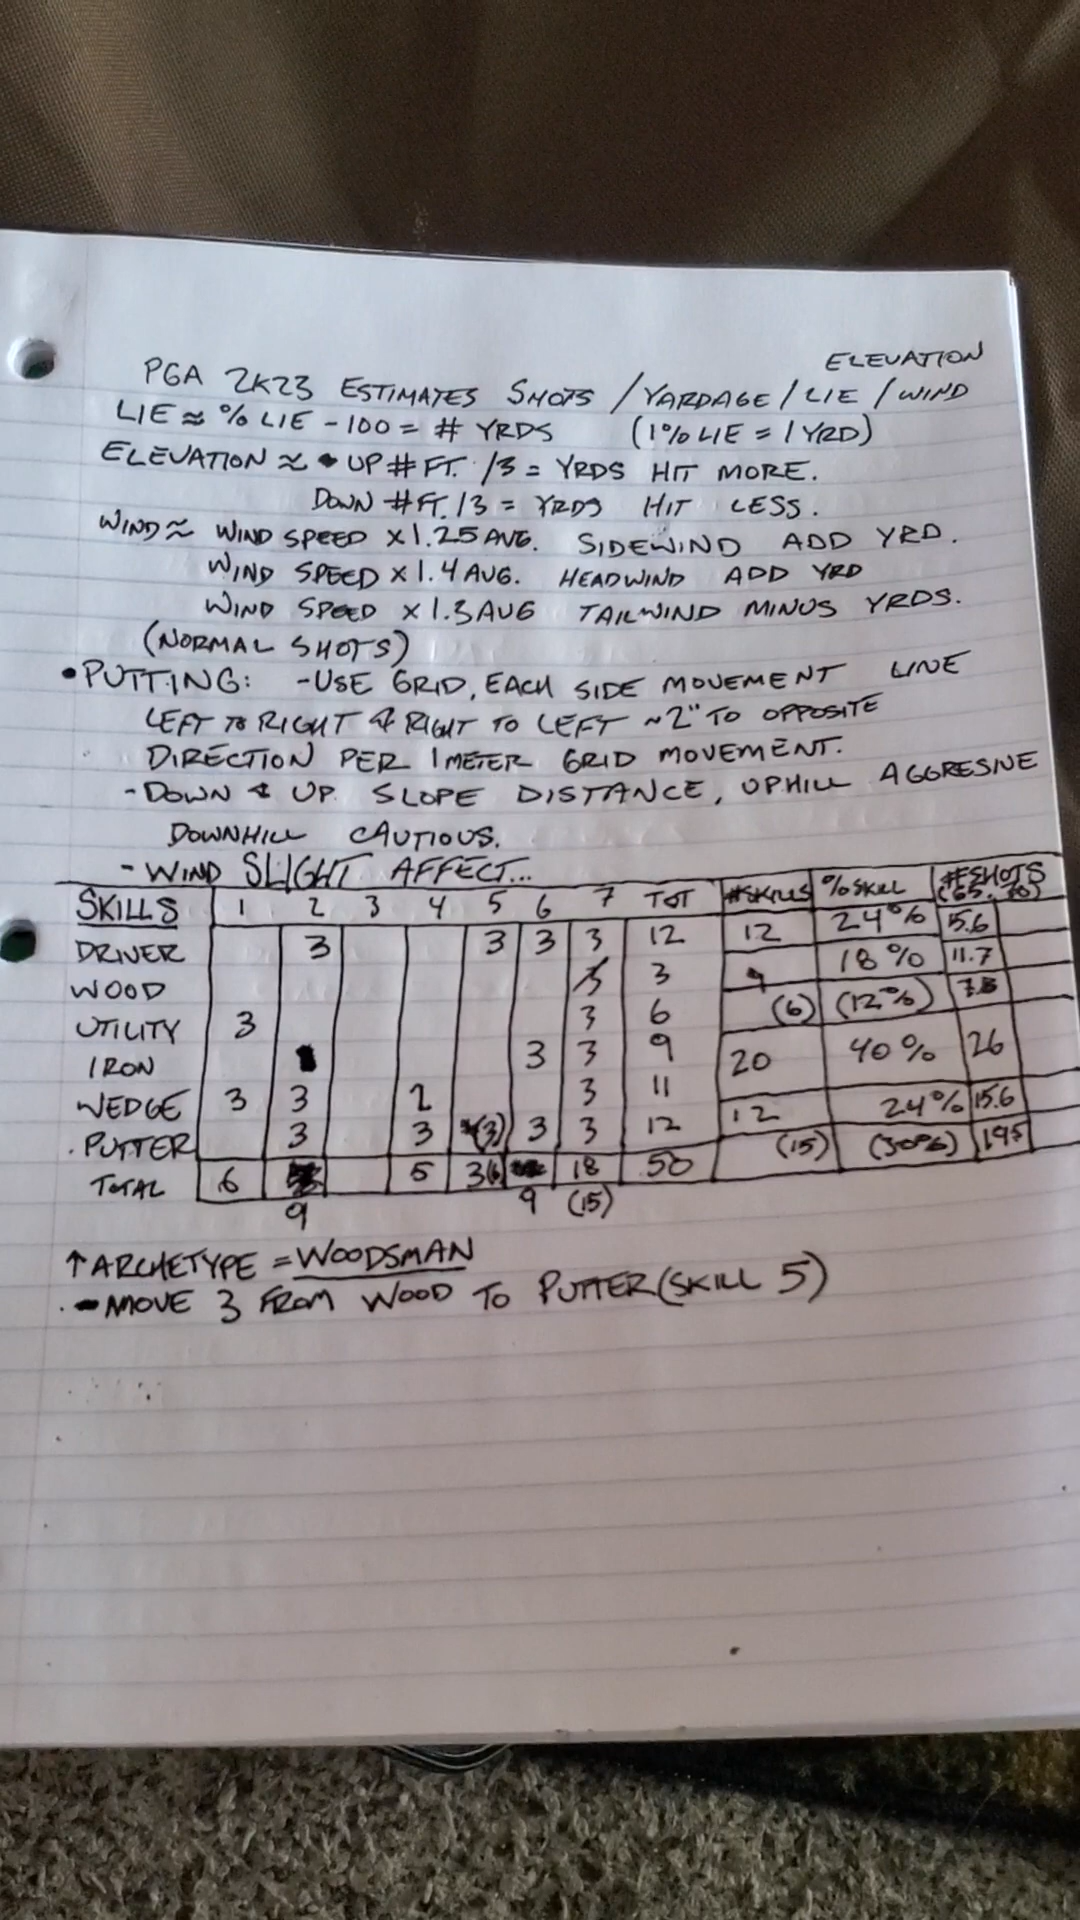 ELEVATION
PGA 2K23 ESTIMATES SHOTS / YARDAGE / LIE / WIND
LIE ≈ % LIE - 100 = # YRDS (1% LIE = 1 YRD)
ELEVATION ≈ UP # FT. /3 = YRDS HIT MORE.
DOWN # FT. /3 = YRDS HIT LESS.
WIND ≈ WIND SPEED X 1.25 AVG. SIDEWIND ADD YRD.
WIND SPEED X 1.4 AVG. HEADWIND ADD YRD
WIND SPEED X 1.3 AVG TAILWIND MINUS YRDS.
(NORMAL SHOTS)
• PUTTING: - USE GRID, EACH SIDE MOVEMENT LINE
LEFT TO RIGHT & RIGHT TO LEFT ~2" TO OPPOSITE
DIRECTION PER 1 METER GRID MOVEMENT.
- DOWN & UP SLOPE DISTANCE, UPHILL AGGRESIVE
DOWNHILL CAUTIOUS.
- WIND SLIGHT AFFECT...
SKILLS 1 2 3 4 5 6 7 TOT #SKILLS % SKILL # SHOTS
DRIVER 3 3 3 3 12 12 24% 5.6
WOOD 3 3 9 18% 11.7
UTILITY 3 3 6 (6) (12%) 7.8
IRON 3 3 9 20 40% 26
WEDGE 3 3 2 3 11 12 24% 15.6
PUTTER 3 3 (3) 3 3 12 (15) (30%) 195
TOTAL 6 5 18 50
9 9 (15)
↑ ARCHETYPE = WOODSMAN
- MOVE 3 FROM WOOD TO PUTTER (SKILL 5)